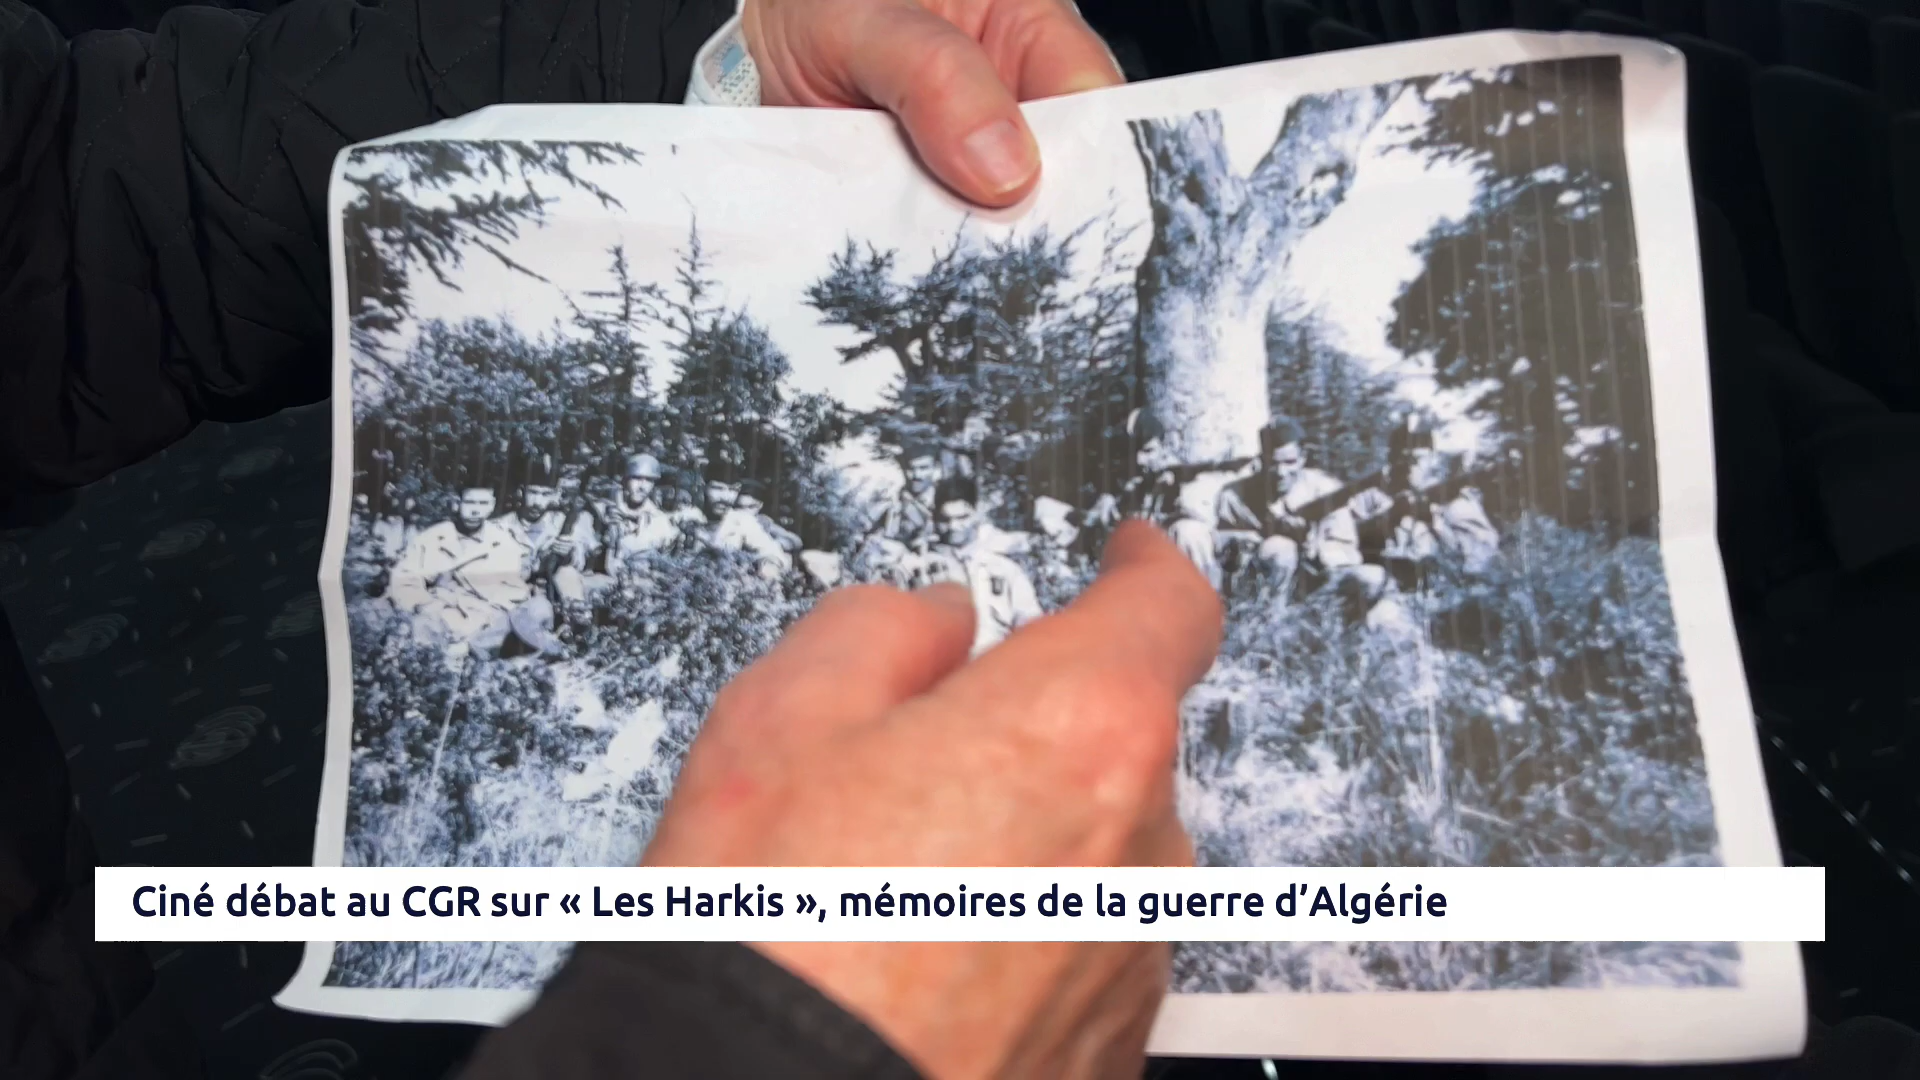 Ciné débat au CGR sur « Les Harkis », mémoires de la guerre d’Algérie